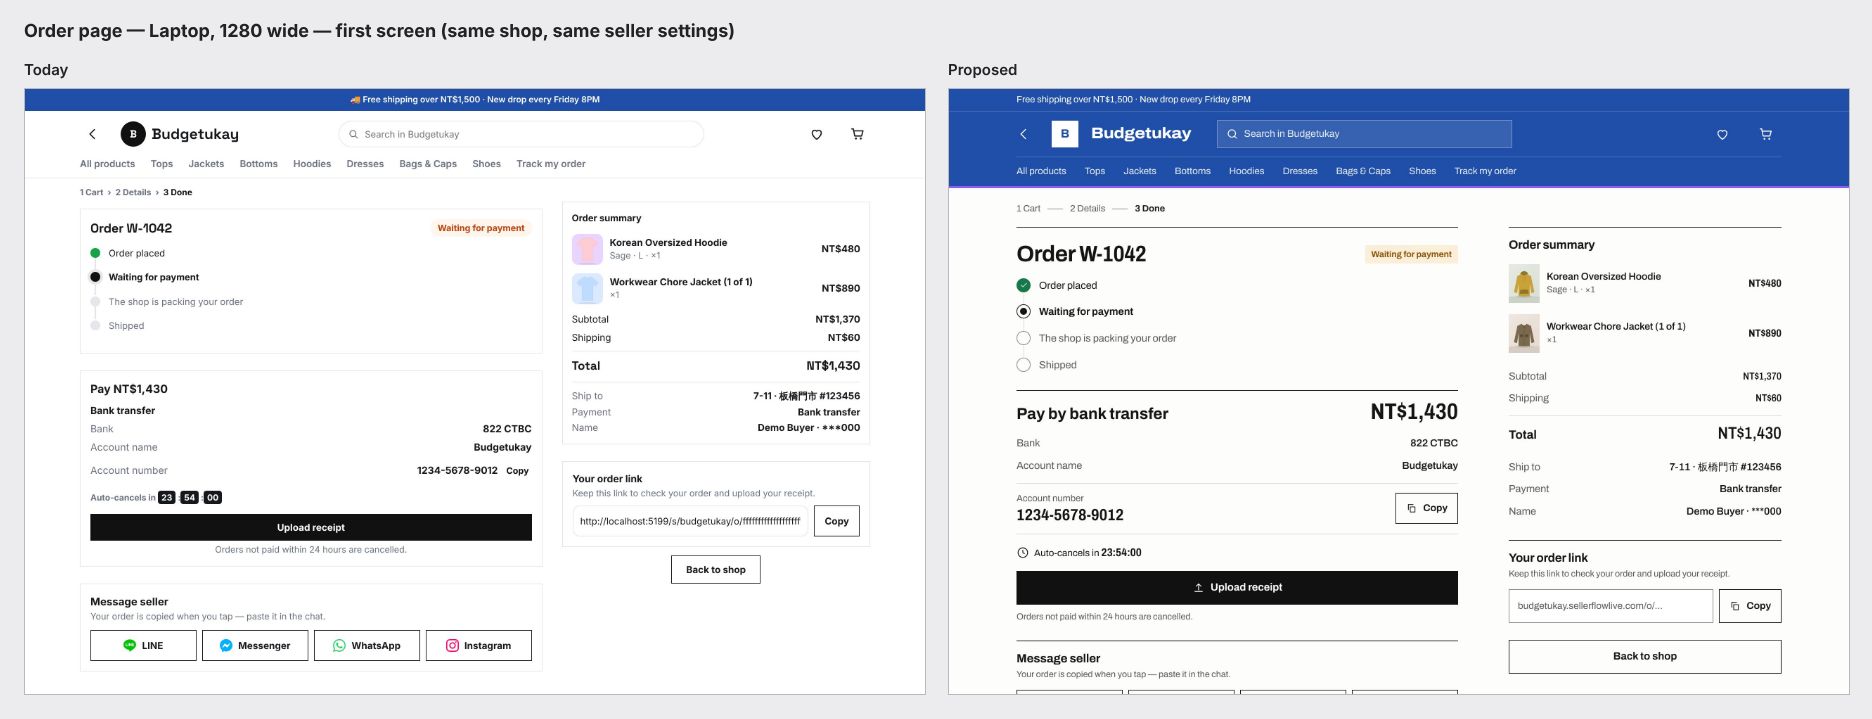 Order page — Laptop, 1280 wide — first screen (same shop, same seller settings)
Today
🚚 Free shipping over NT$1,500 · New drop every Friday 8PM
B Budgetukay
Search in Budgetukay
All products Tops Jackets Bottoms Hoodies Dresses Bags & Caps Shoes Track my order
1 Cart › 2 Details › 3 Done
Order W-1042 Waiting for payment
Order placed
Waiting for payment
The shop is packing your order
Shipped
Pay NT$1,430
Bank transfer
Bank 822 CTBC
Account name Budgetukay
Account number 1234-5678-9012 Copy
Auto-cancels in 23 : 54 : 00
Upload receipt
Orders not paid within 24 hours are cancelled.
Message seller
Your order is copied when you tap — paste it in the chat.
LINE Messenger WhatsApp Instagram
Order summary
Korean Oversized Hoodie NT$480
Sage · L · ×1
Workwear Chore Jacket (1 of 1) NT$890
×1
Subtotal NT$1,370
Shipping NT$60
Total NT$1,430
Ship to 7-11 · 板橋門市 #123456
Payment Bank transfer
Name Demo Buyer · ***000
Your order link
Keep this link to check your order and upload your receipt.
http://localhost:5199/s/budgetukay/o/ Copy
Back to shop
Proposed
Free shipping over NT$1,500 · New drop every Friday 8PM
B Budgetukay Search in Budgetukay
All products Tops Jackets Bottoms Hoodies Dresses Bags & Caps Shoes Track my order
1 Cart — 2 Details — 3 Done
Order W-1042 Waiting for payment
Order placed
Waiting for payment
The shop is packing your order
Shipped
Pay by bank transfer NT$1,430
Bank 822 CTBC
Account name Budgetukay
Account number
1234-5678-9012 Copy
Auto-cancels in 23:54:00
Upload receipt
Orders not paid within 24 hours are cancelled.
Message seller
Your order is copied when you tap — paste it in the chat.
Order summary
Korean Oversized Hoodie NT$480
Sage · L · ×1
Workwear Chore Jacket (1 of 1) NT$890
×1
Subtotal NT$1,370
Shipping NT$60
Total NT$1,430
Ship to 7-11 · 板橋門市 #123456
Payment Bank transfer
Name Demo Buyer · ***000
Your order link
Keep this link to check your order and upload your receipt.
budgetukay.sellerflowlive.com/o/... Copy
Back to shop